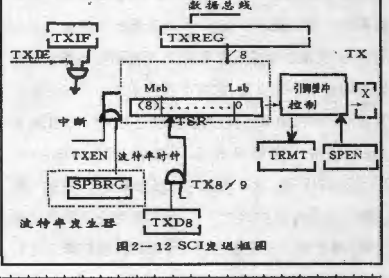 数据总线
TXIF
TXREG
TXIE
8
TX
Msb
Lsb
(8)
0
引脚缓冲
控制
X
TSR
中断
TXEN
波特率时钟
TRMT
SPEN
SPBRG
TX8/9
TXD8
波特率发生器
图2--12 SCI发送框图